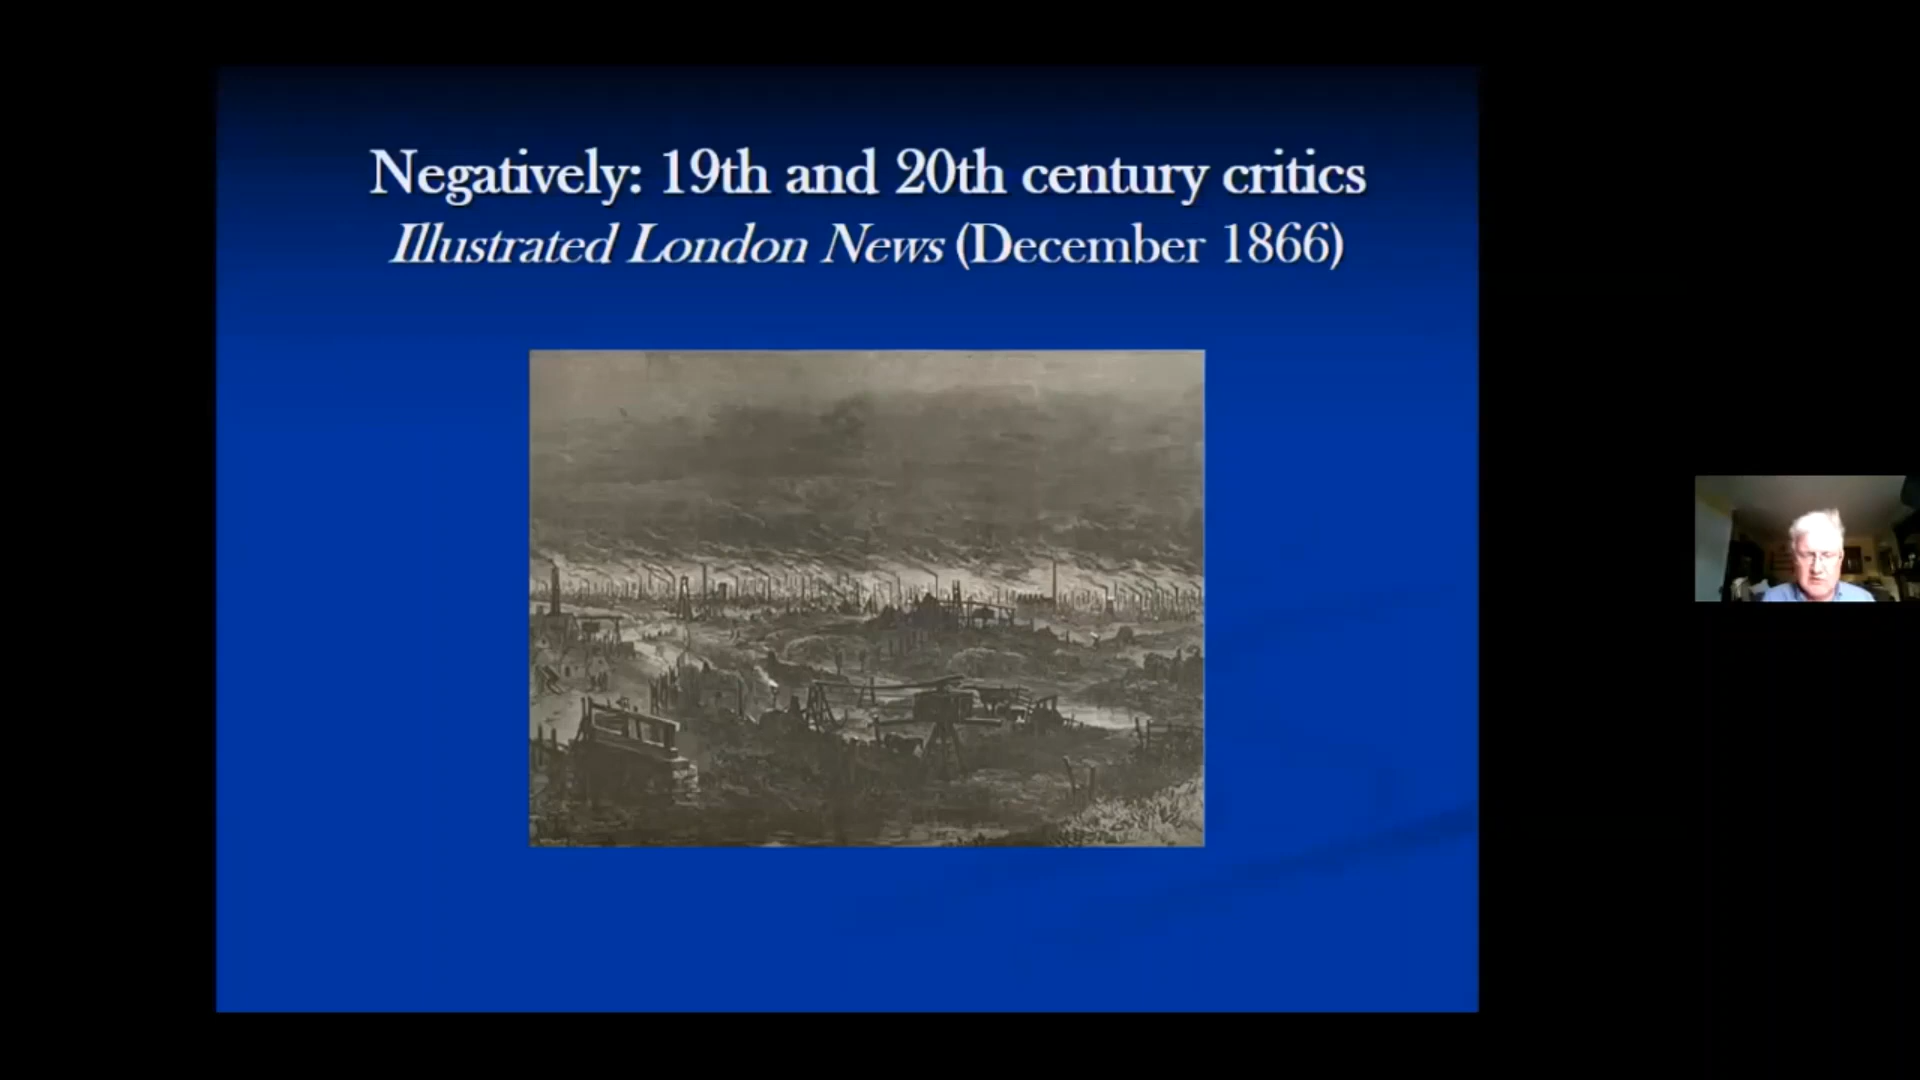 Negatively: 19th and 20th century critics
Illustrated London News (December 1866)